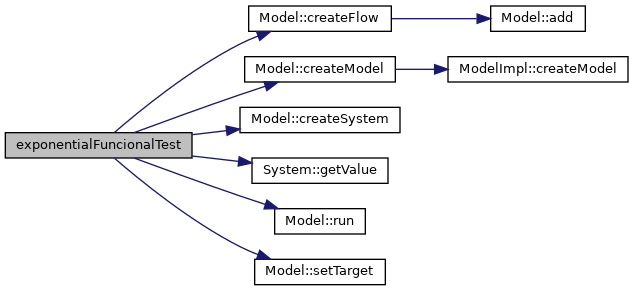 Model::createFlow
Model::add
Model::createModel
ModelImpl::createModel
Model::createSystem
exponentialFuncionalTest
System::getValue
Model::run
Model::setTarget